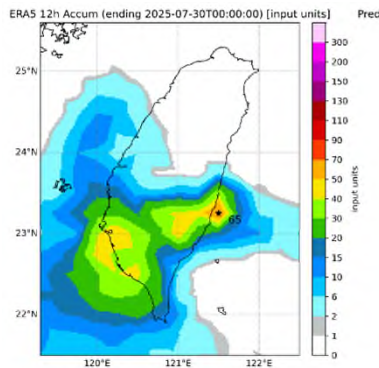 ERA5 12h Accum (ending 2025-07-30T00:00:00) [input units] Pred
25°N
24°N
23°N
22°N
120°E 121°E 122°E
65
300
200
150
130
110
90
70
50
40
30
20
15
10
6
2
1
0
input units